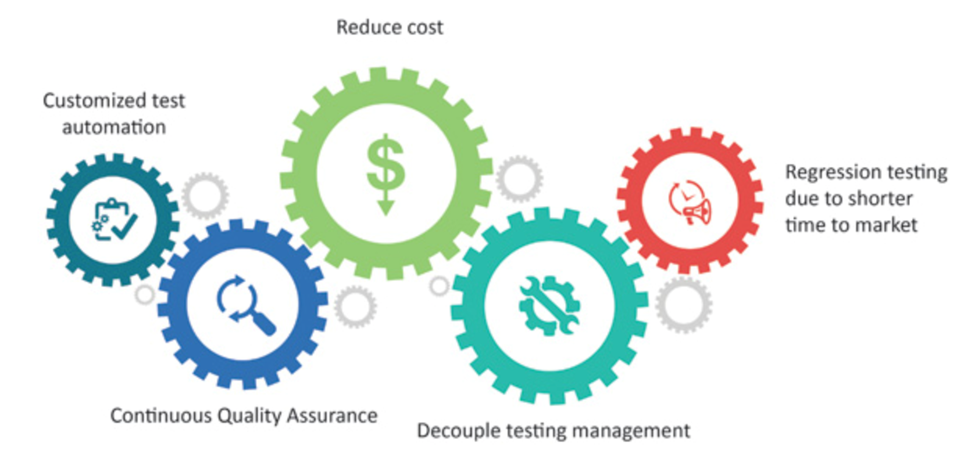 Reduce cost
Customized test
automation
Regression testing
due to shorter
time to market
Continuous Quality Assurance
Decouple testing management